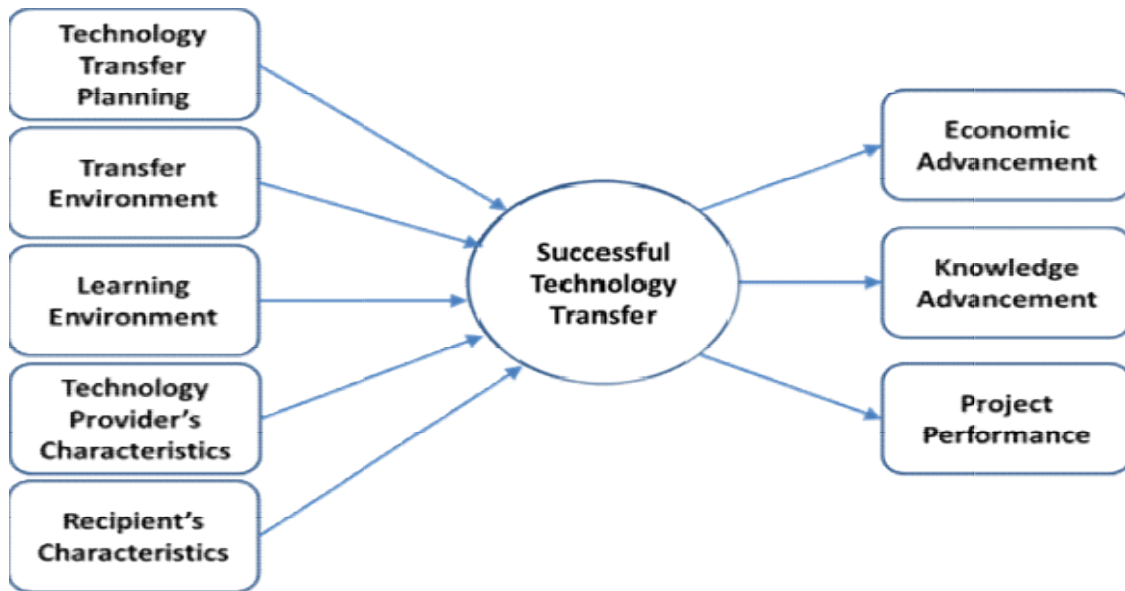 Technology
Transfer
Planning
Transfer
Environment
Learning
Environment
Technology
Provider's
Characteristics
Recipient's
Characteristics
Successful
Technology
Transfer
Economic
Advancement
Knowledge
Advancement
Project
Performance